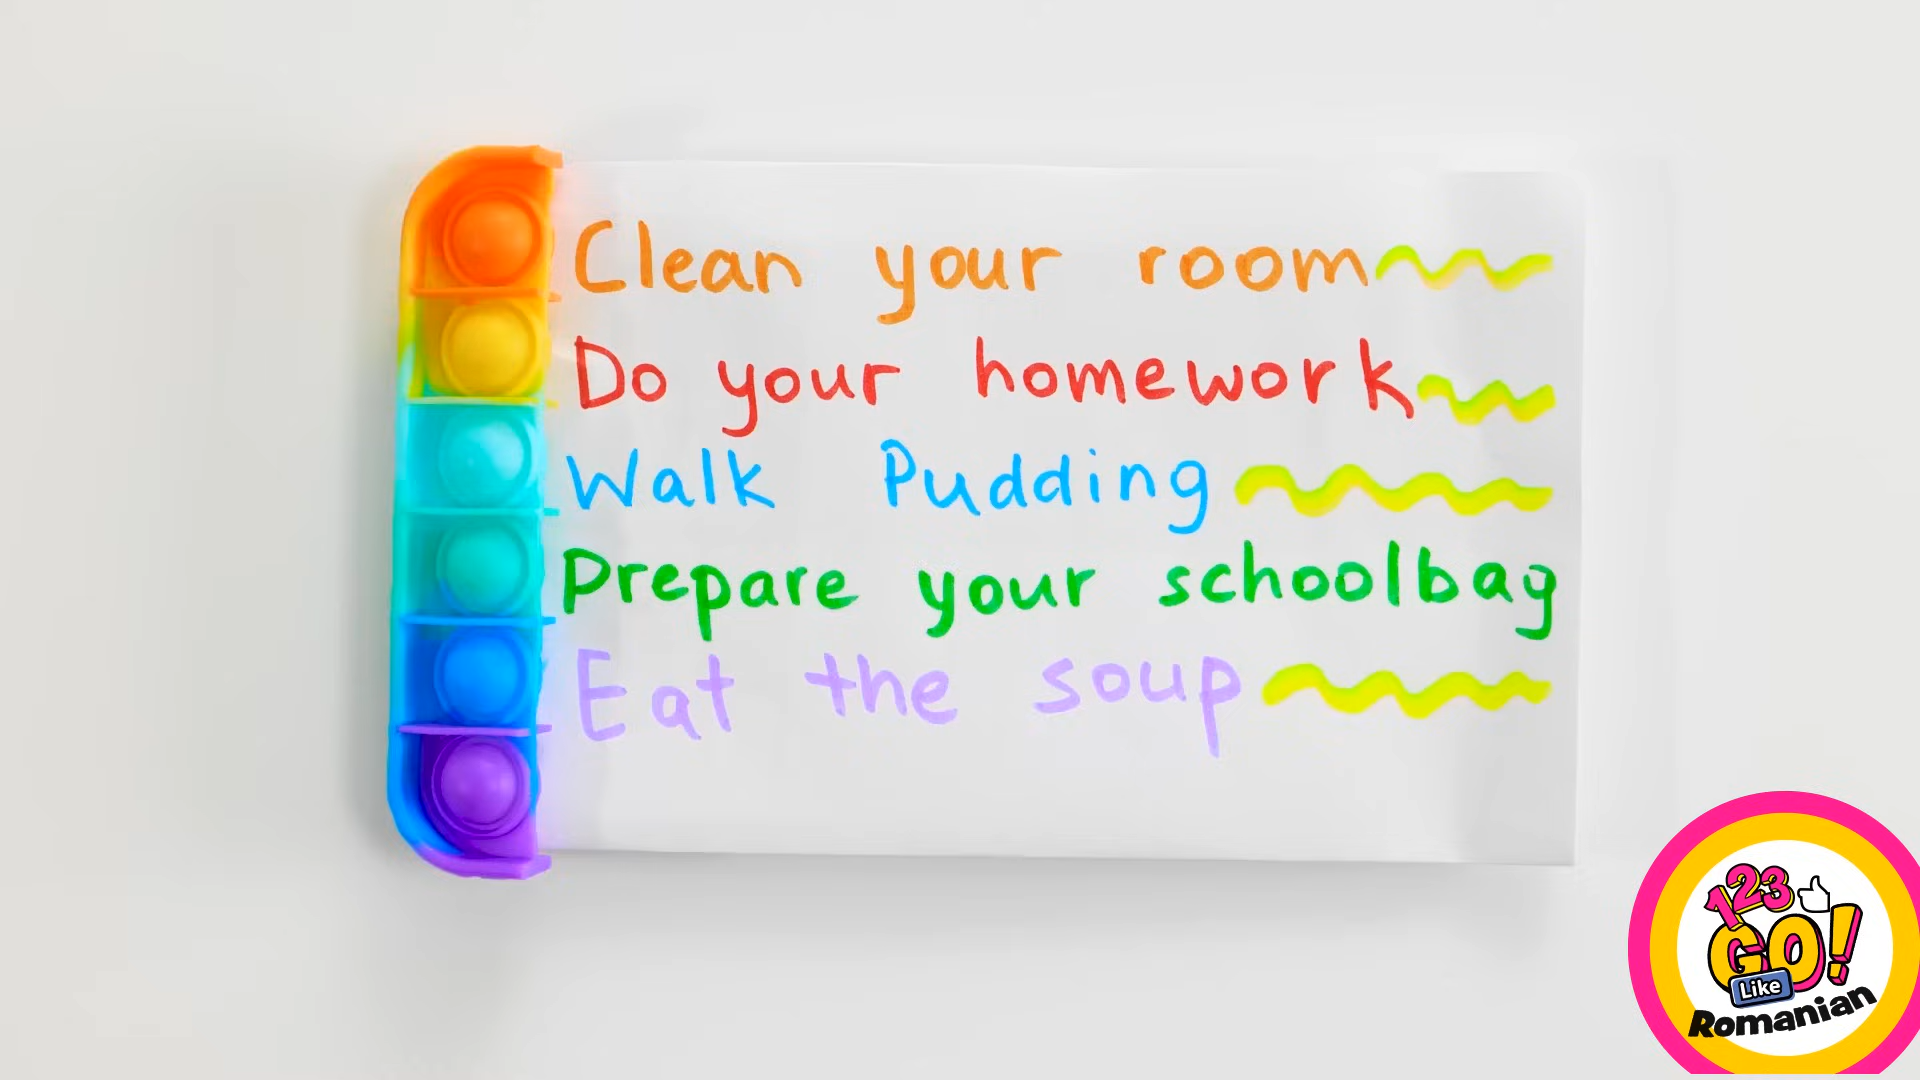 Clean your room
Do your homework
Walk Pudding
Prepare your schoolbag
Eat the soup
123
GO!
Like
Romanian